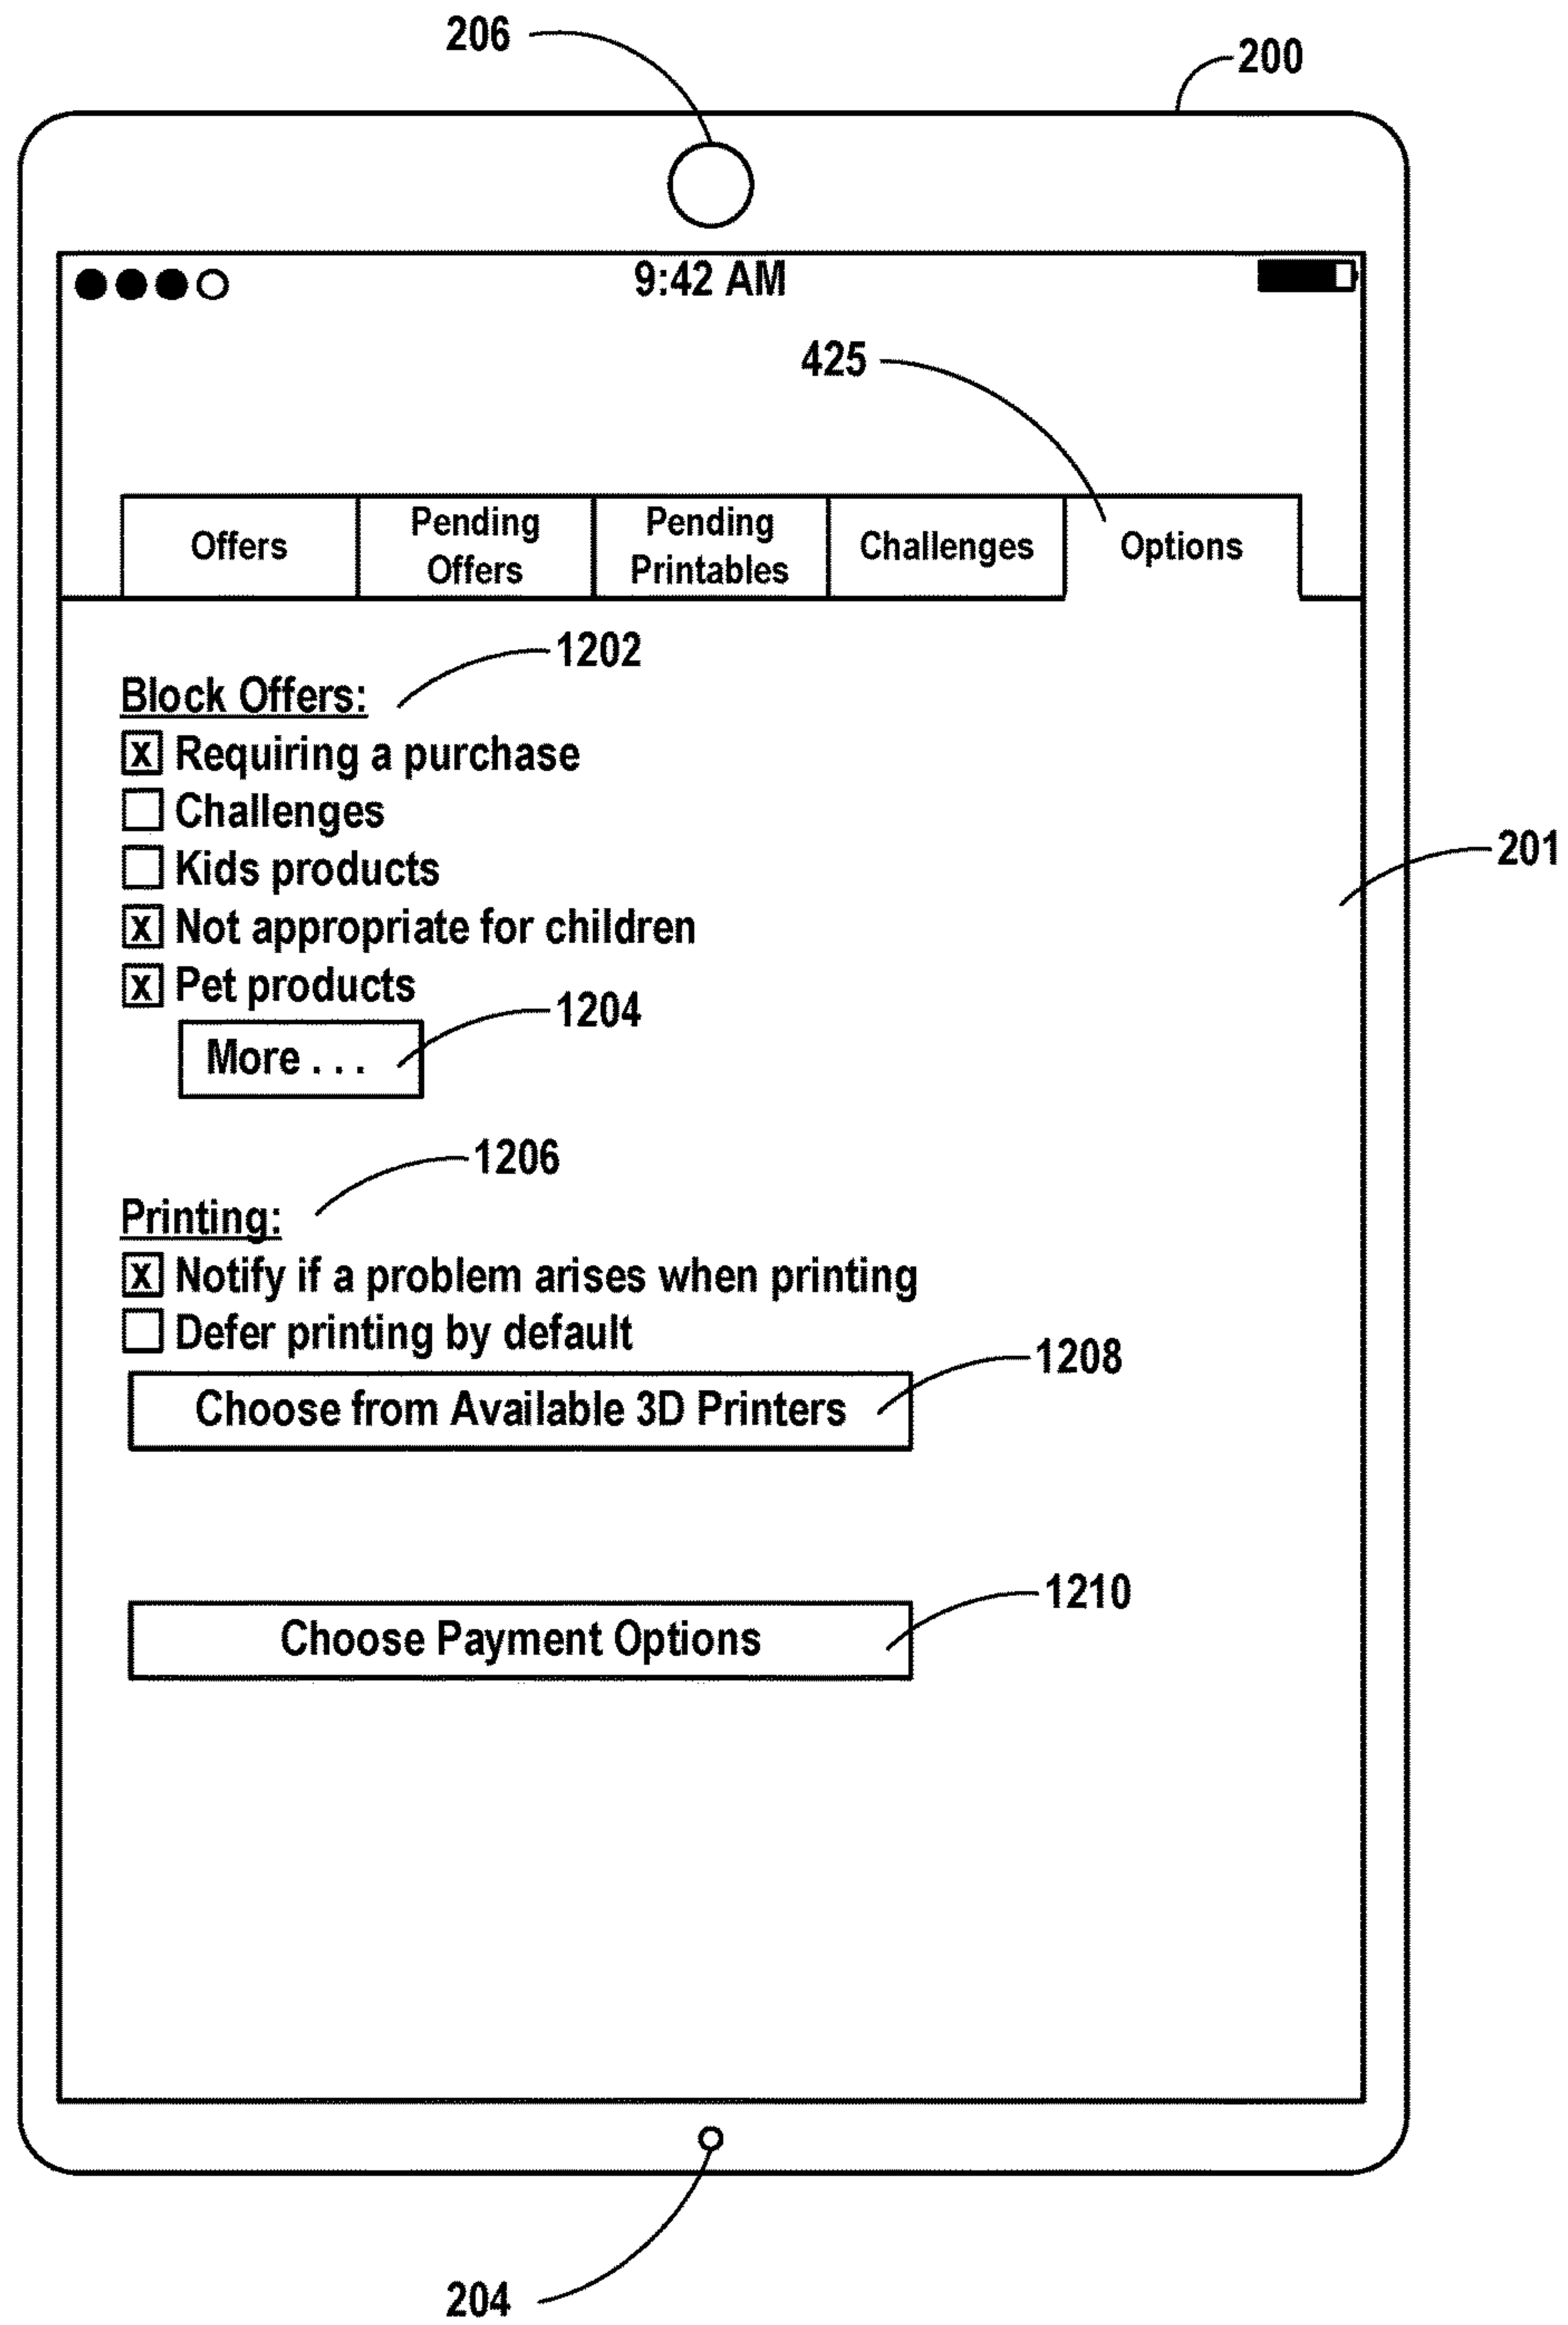 206
200
9:42 AM
425
Offers
Pending
Offers
Pending
Printables
Challenges
Options
1202
Block Offers:
x Requiring a purchase
Challenges
Kids products
201
x Not appropriate for children
x Pet products
1204
More . . .
1206
Printing:
x Notify if a problem arises when printing
Defer printing by default
1208
Choose from Available 3D Printers
1210
Choose Payment Options
204